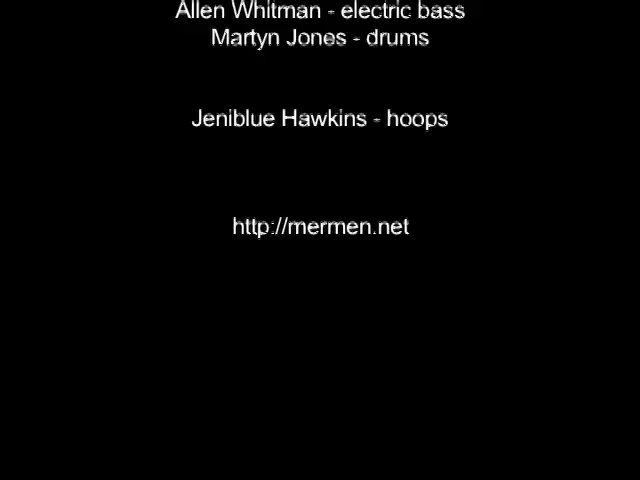 Allen Whitman - electric bass
Martyn Jones - drums
Jeniblue Hawkins - hoops
http://mermen.net